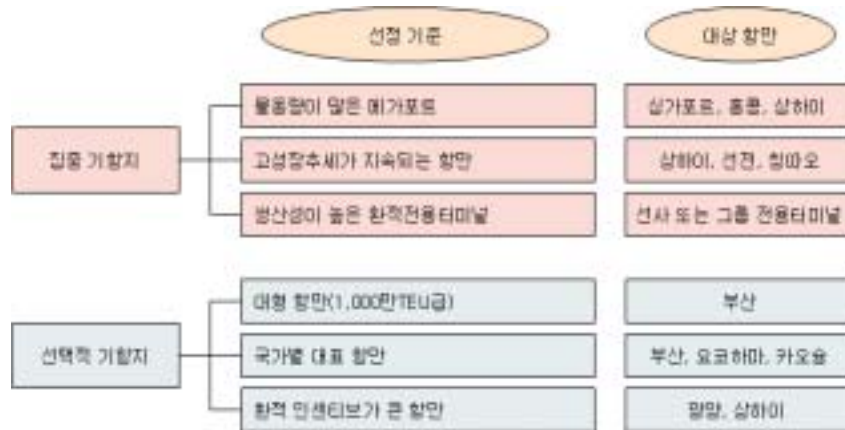 선정 기준
대상 항만
집중 기항지
물동량이 많은 메가포트
싱가포르, 홍콩, 상하이
고성장추세가 지속되는 항만
상하이, 선전, 칭따오
생산성이 높은 환적전용터미널
선사 또는 그룹 전용터미널
선택적 기항지
대형 항만(1,000만TEU급)
부산
국가별 대표 항만
부산, 요코하마, 카오슝
환적 인센티브가 큰 항만
광양, 상하이